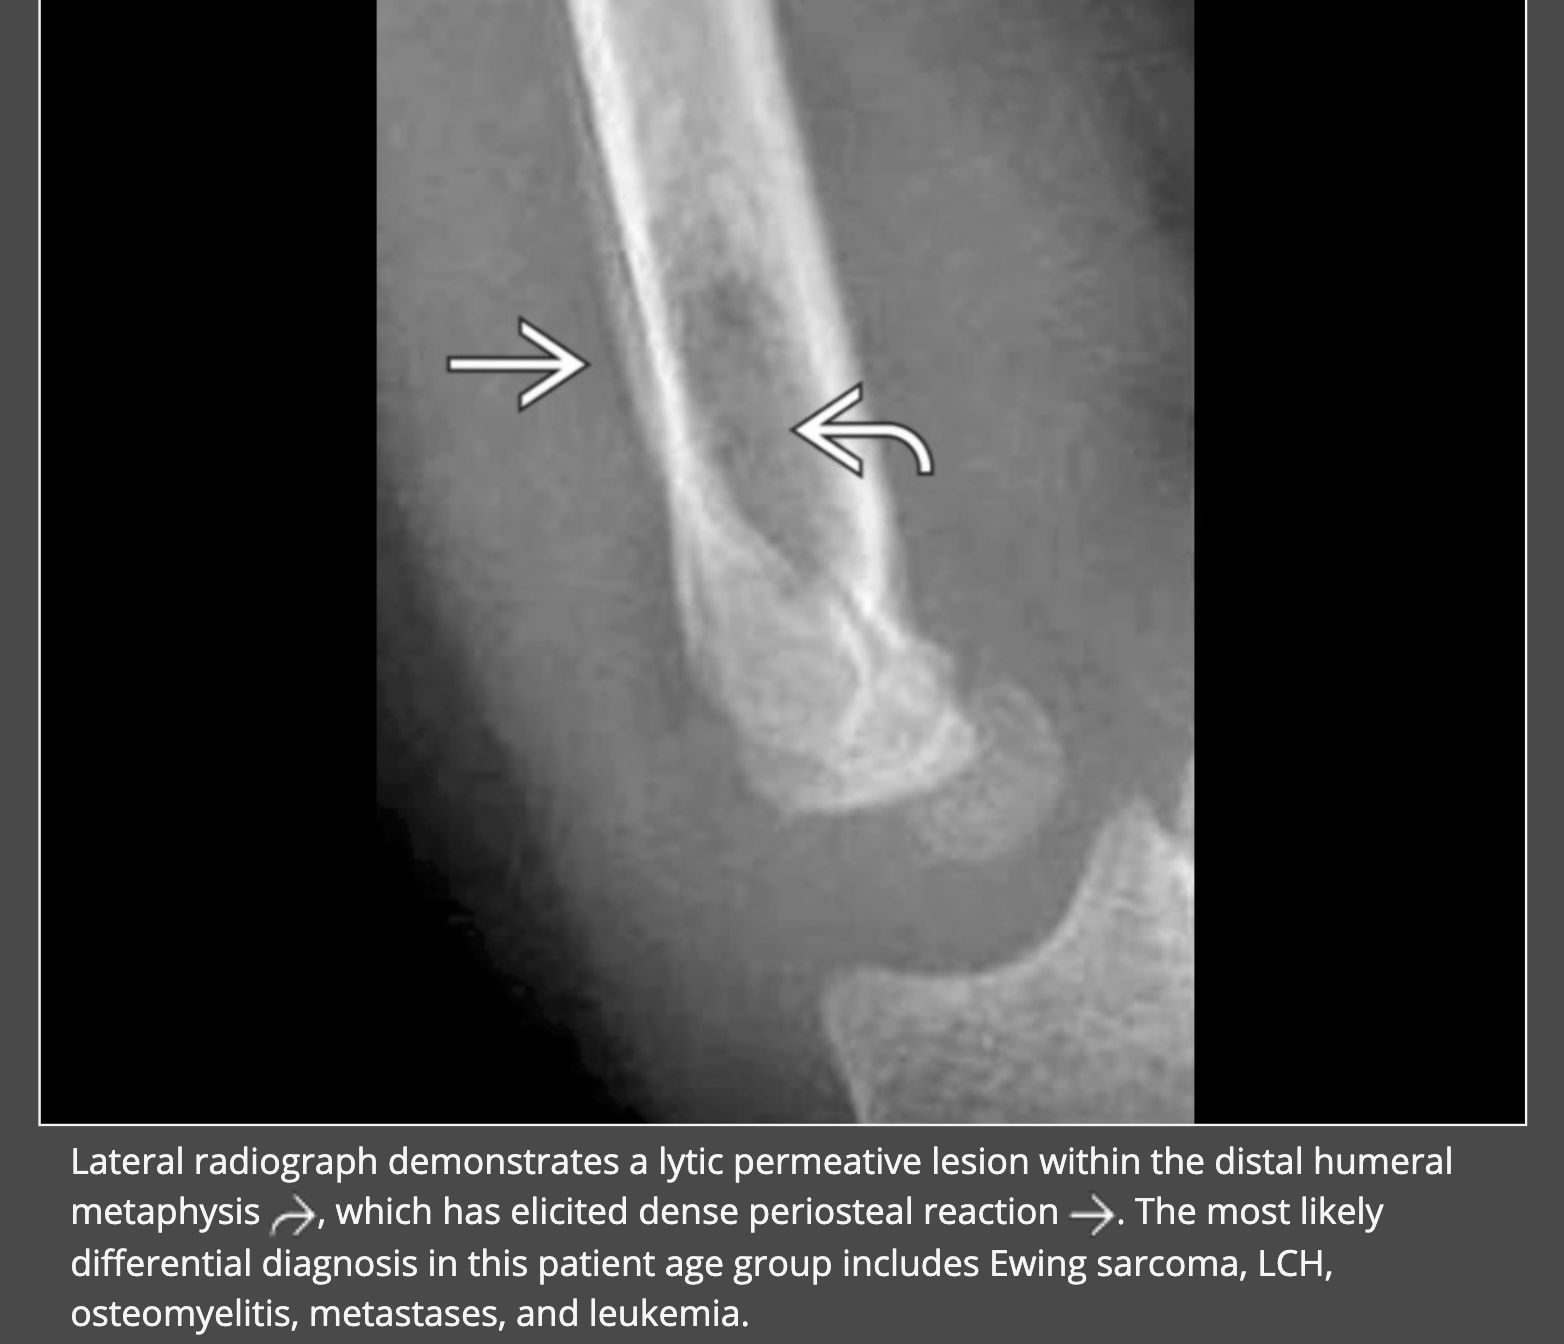 Lateral radiograph demonstrates a lytic permeative lesion within the distal humeral
metaphysis , which has elicited dense periosteal reaction . The most likely
differential diagnosis in this patient age group includes Ewing sarcoma, LCH,
osteomyelitis, metastases, and leukemia.